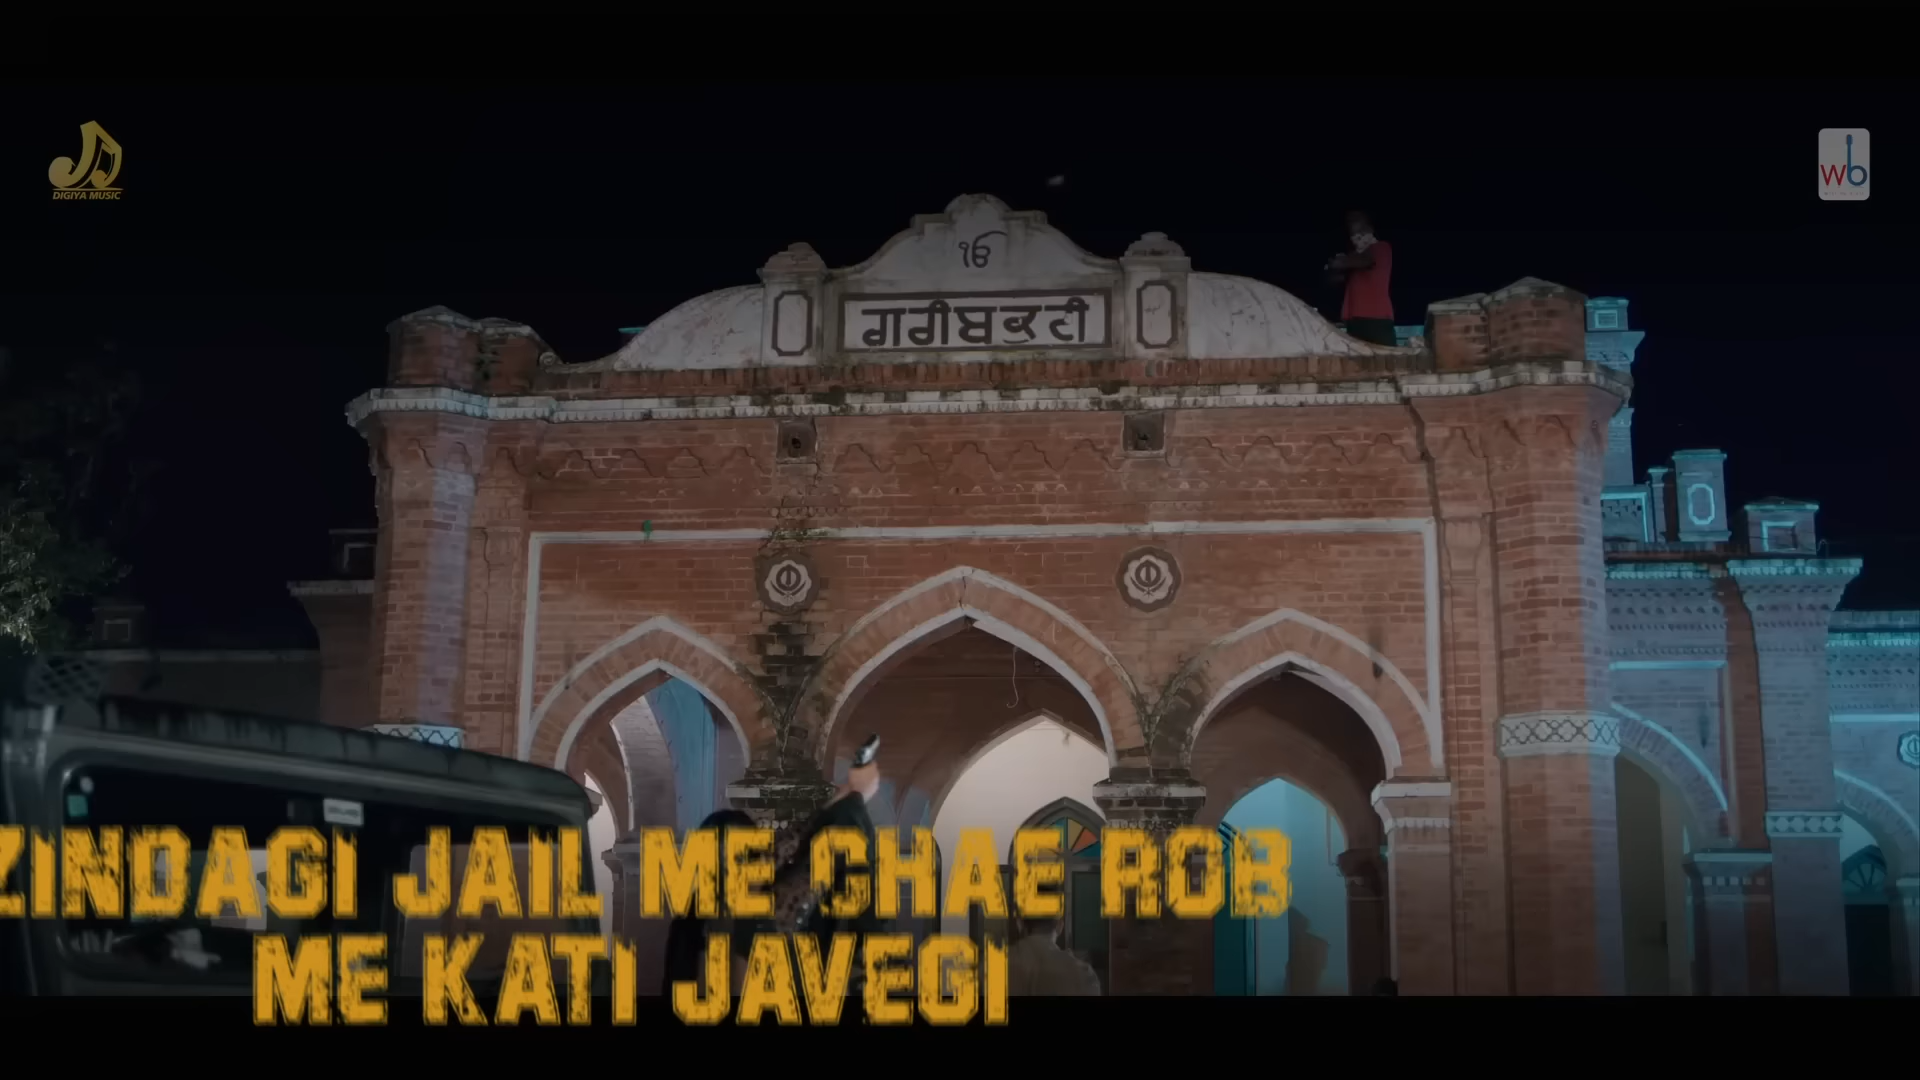 DIGIYA MUSIC
wb
ੴ
ਗਰੀਬਕੁਟੀ
ZINDAGI JAIL ME CHAE ROB
ME KATI JAVEGI